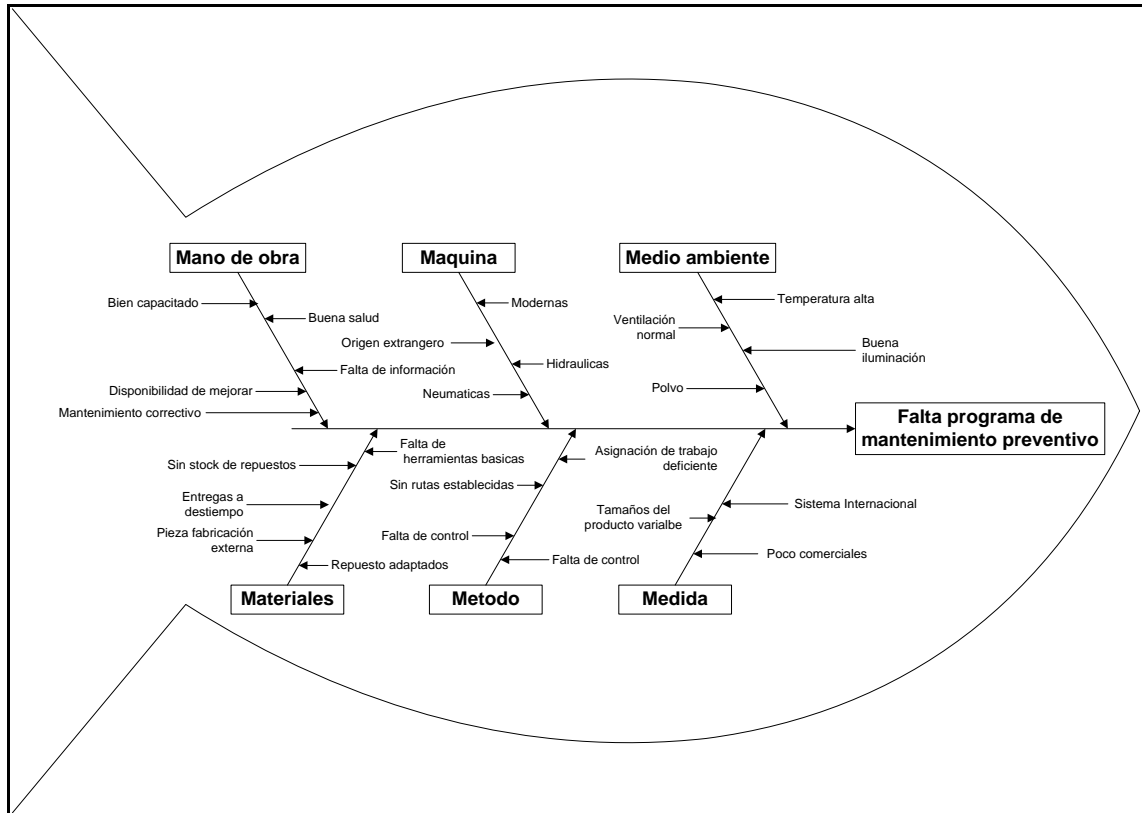 Mano de obra
Maquina
Medio ambiente
Bien capacitado
Buena salud
Falta de información
Disponibilidad de mejorar
Mantenimiento correctivo
Modernas
Origen extrangero
Hidraulicas
Neumaticas
Temperatura alta
Ventilación
normal
Buena
iluminación
Polvo
Falta programa de
mantenimiento preventivo
Falta de
herramientas basicas
Sin stock de repuestos
Entregas a
destiempo
Pieza fabricación
externa
Repuesto adaptados
Asignación de trabajo
deficiente
Sin rutas establecidas
Falta de control
Falta de control
Sistema Internacional
Tamaños del
producto varialbe
Poco comerciales
Materiales
Metodo
Medida